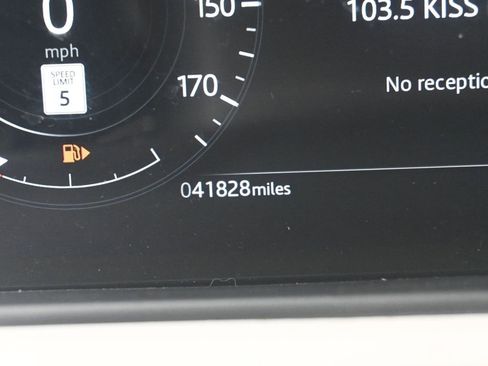 150
103.5 KISS
0
mph
SPEED
LIMIT
5
170
No receptio
041828miles